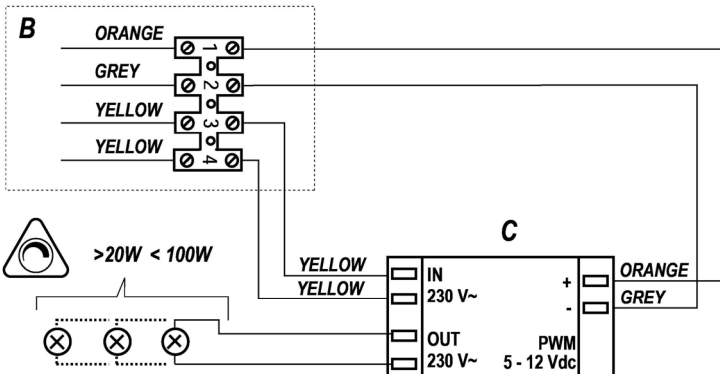 B
ORANGE
1
GREY
2
YELLOW
3
YELLOW
4
>20W < 100W
C
YELLOW
IN
YELLOW
230 V~
+
ORANGE
-
GREY
OUT
230 V~
PWM
5 - 12 Vdc